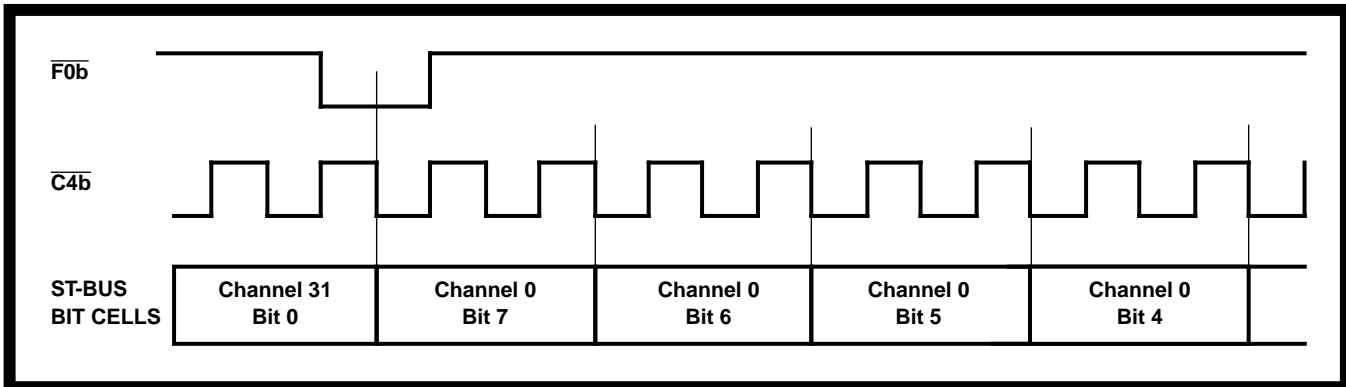 F0b
C4b
ST-BUS
BIT CELLS
Channel 31
Bit 0
Channel 0
Bit 7
Channel 0
Bit 6
Channel 0
Bit 5
Channel 0
Bit 4